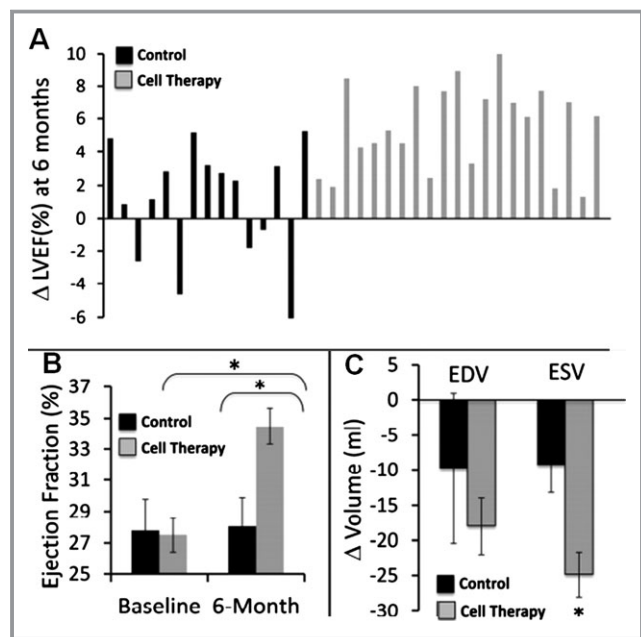 A
Control
Cell Therapy
Δ LVEF(%) at 6 months
10
8
6
4
2
0
-2
-4
-6
B
*
*
Ejection Fraction (%)
37
35
33
31
29
27
25
Control
Cell Therapy
Baseline 6-Month
C
EDV ESV
Δ Volume (ml)
5
0
-5
-10
-15
-20
-25
-30
Control
Cell Therapy
*